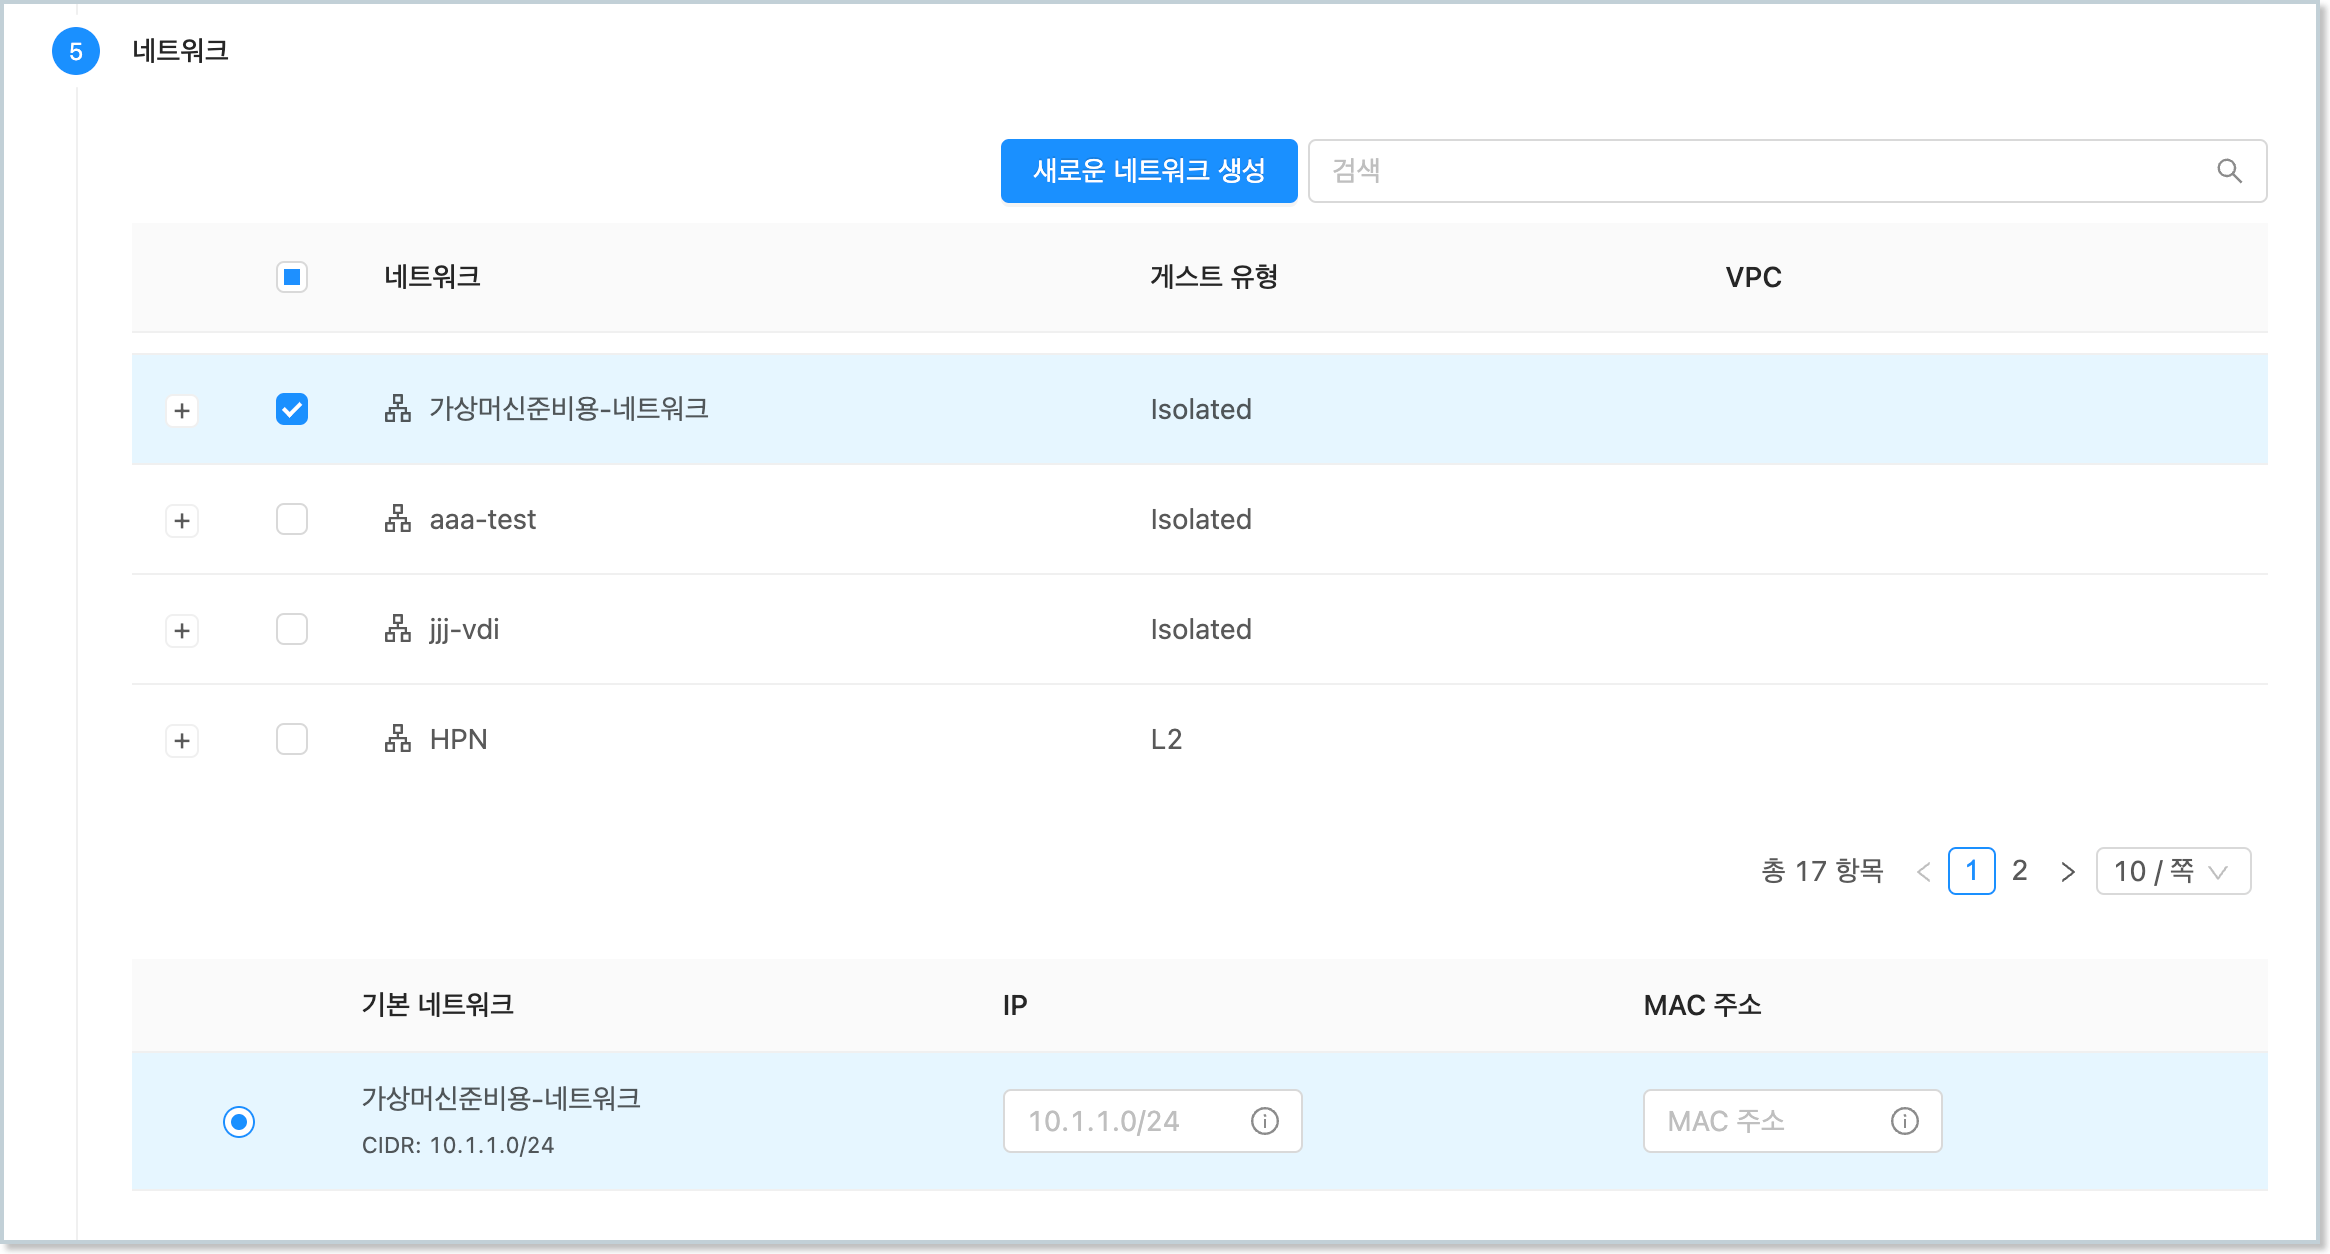 5 네트워크
새로운 네트워크 생성 검색
네트워크 게스트 유형 VPC
가상머신준비용-네트워크 Isolated
aaa-test Isolated
jjj-vdi Isolated
HPN L2
총 17 항목 < 1 2 > 10 / 쪽
기본 네트워크 IP MAC 주소
가상머신준비용-네트워크
CIDR: 10.1.1.0/24
10.1.1.0/24 MAC 주소